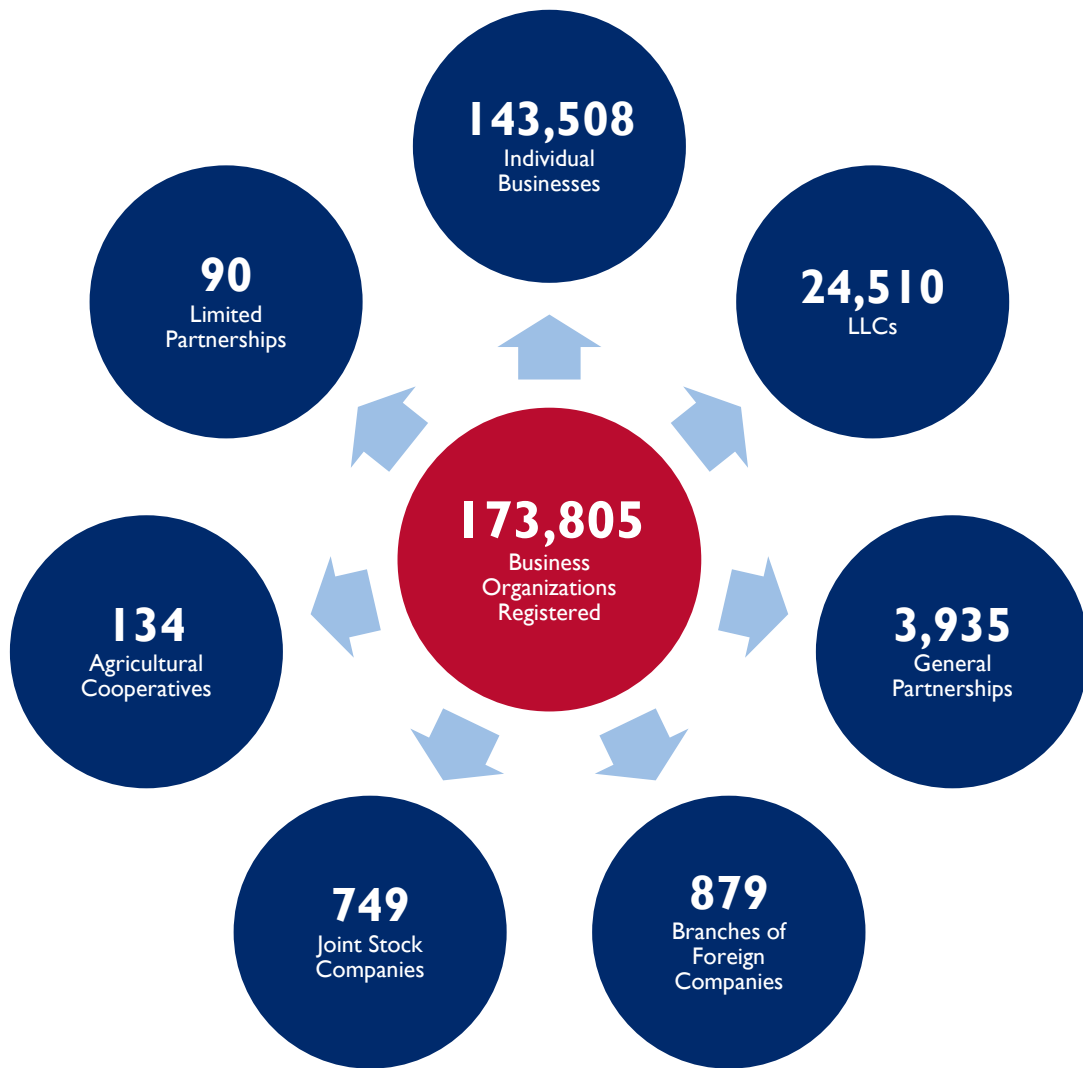 143,508
Individual
Businesses
24,510
LLCs
3,935
General
Partnerships
879
Branches of
Foreign
Companies
749
Joint Stock
Companies
134
Agricultural
Cooperatives
90
Limited
Partnerships
173,805
Business
Organizations
Registered